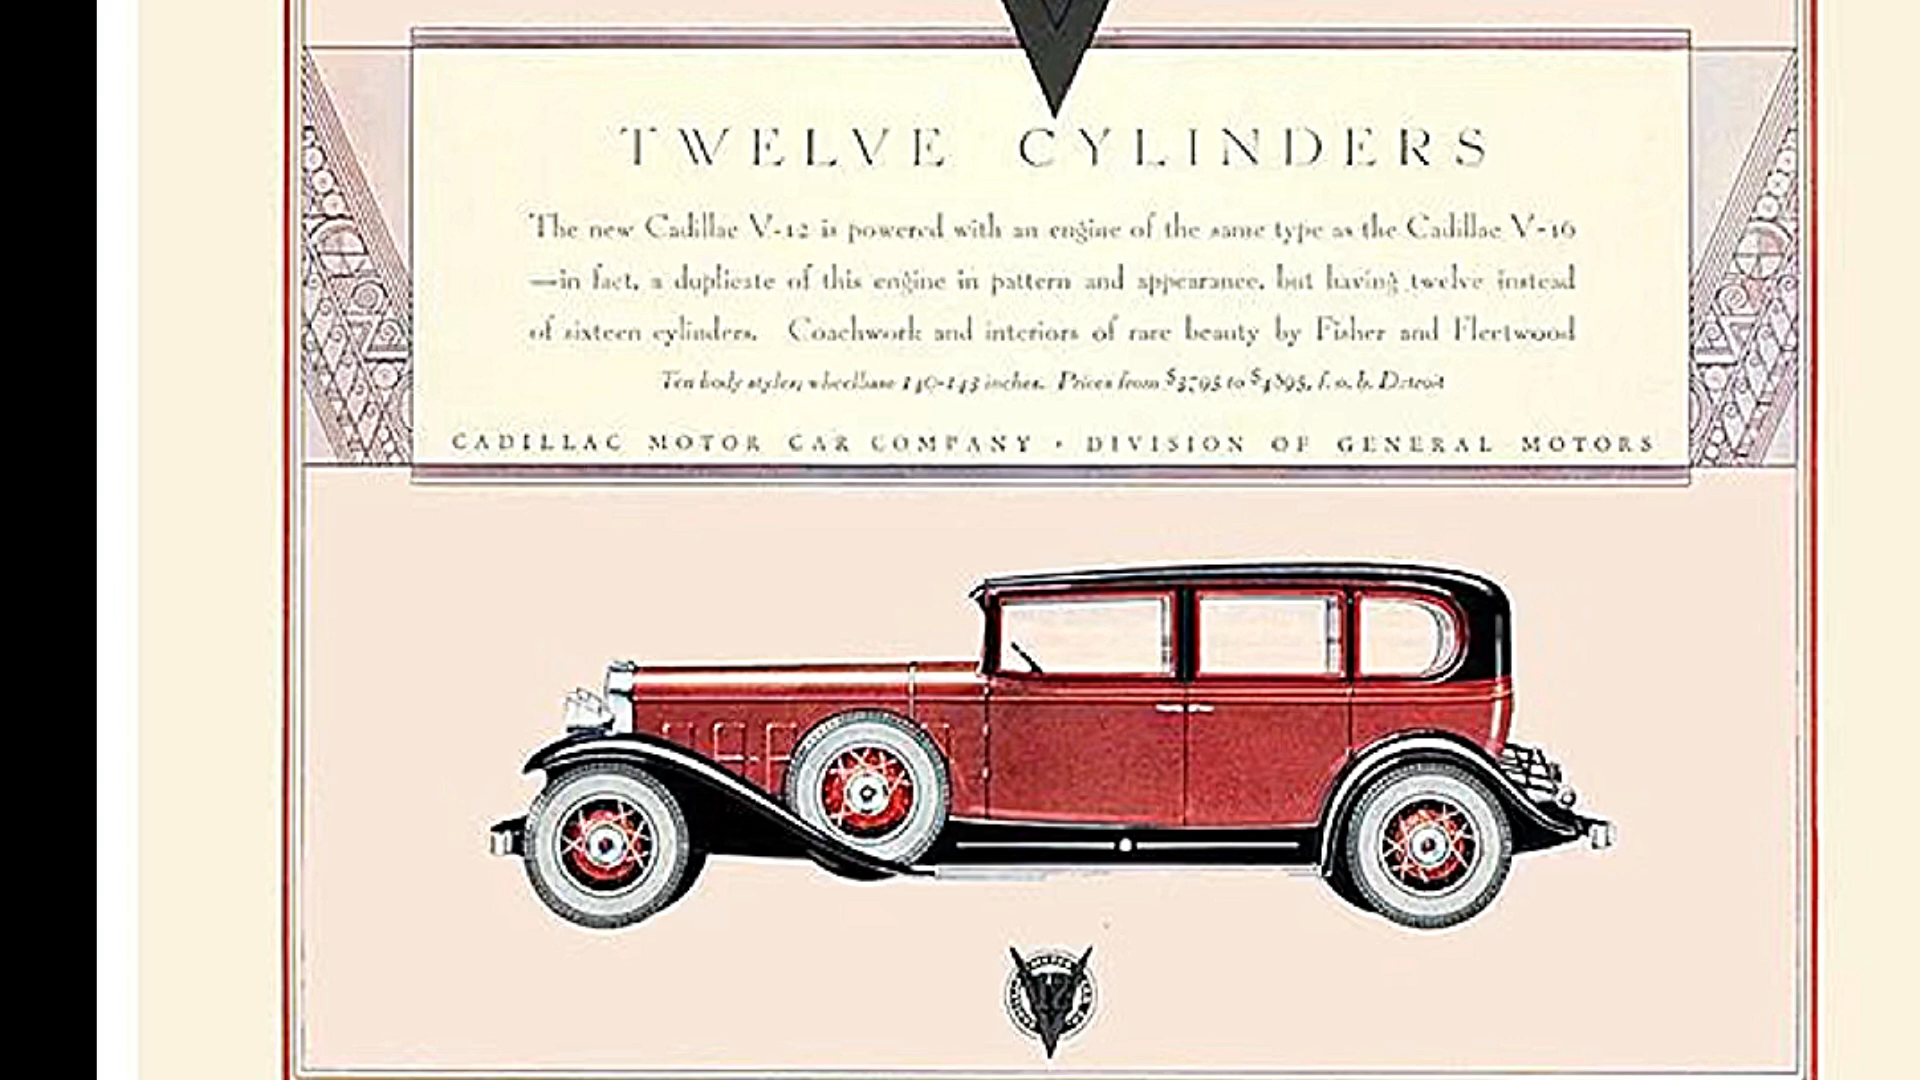 TWELVE CYLINDERS
The new Cadillac V-12 is powered with an engine of the same type as the Cadillac V-16
—in fact, a duplicate of this engine in pattern and appearance, but having twelve instead
of sixteen cylinders. Coachwork and interiors of rare beauty by Fisher and Fleetwood
Ten body styles; wheelbase 140-143 inches. Prices from $3795 to $4895, f. o. b. Detroit
CADILLAC MOTOR CAR COMPANY · DIVISION OF GENERAL MOTORS
12